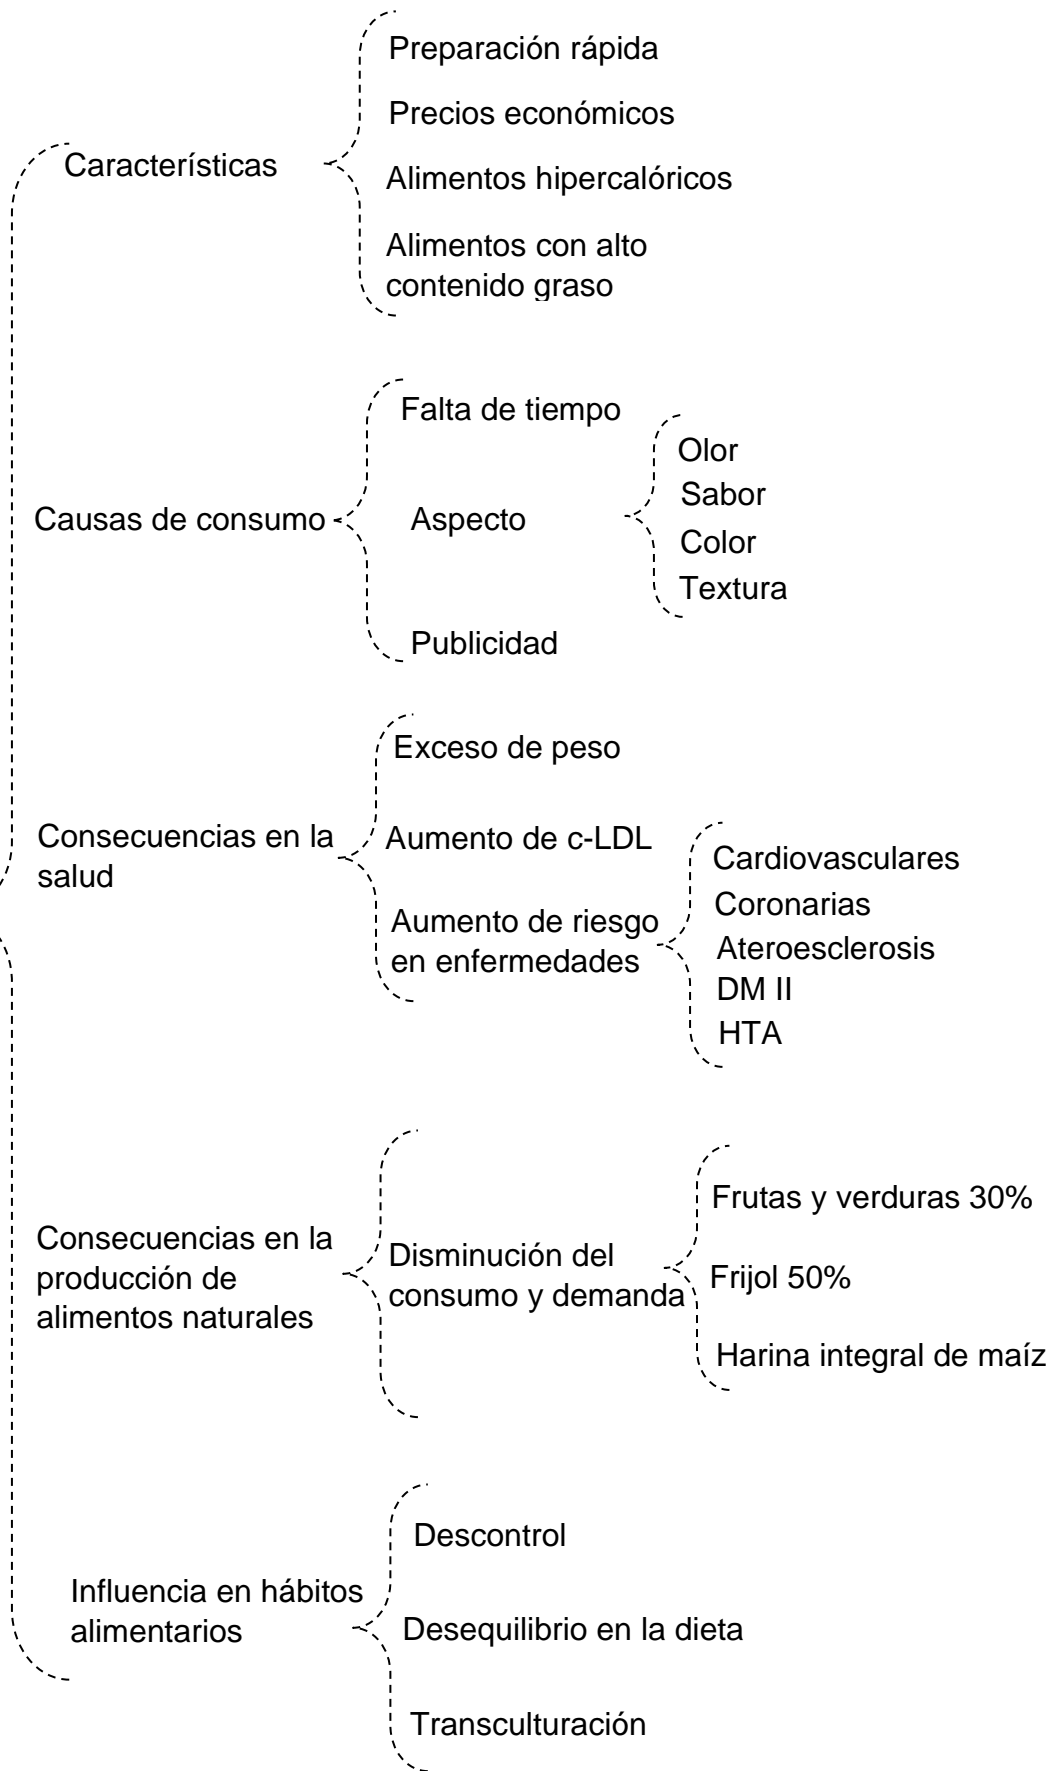 Preparación rápida
Precios económicos
Característícas
Alimentos hipercalóricos
Alimentos con alto
contenido graso
Falta de tiempo
Olor
Sabor
Causas de consumo
Aspecto
Color
Textura
Publicidad
Exceso de peso
Consecuencias en la
salud
Aumento de c-LDL
Aumento de riesgo
en enfermedades
Cardiovasculares
Coronarias
Ateroesclerosis
DM II
HTA
Consecuencias en la
producción de
alimentos naturales
Disminución del
consumo y demanda
Frutas y verduras 30%
Frijol 50%
Harina integral de maíz
Influencia en hábitos
alimentarios
Descontrol
Desequilibrio en la dieta
Transculturación